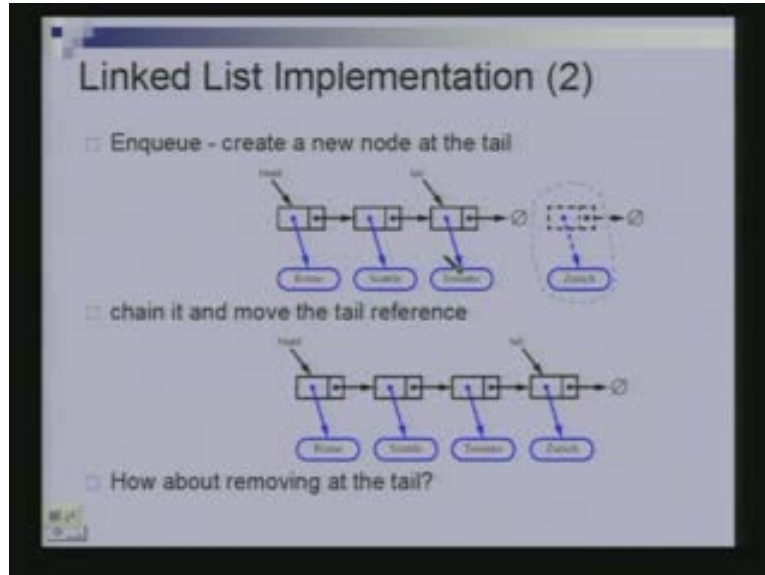 Linked List Implementation (2)
Enqueue - create a new node at the tail
head tail
∅ ∅
Rome Seattle Toronto Zurich
chain it and move the tail reference
head tail
∅
Rome Seattle Toronto Zurich
How about removing at the tail?